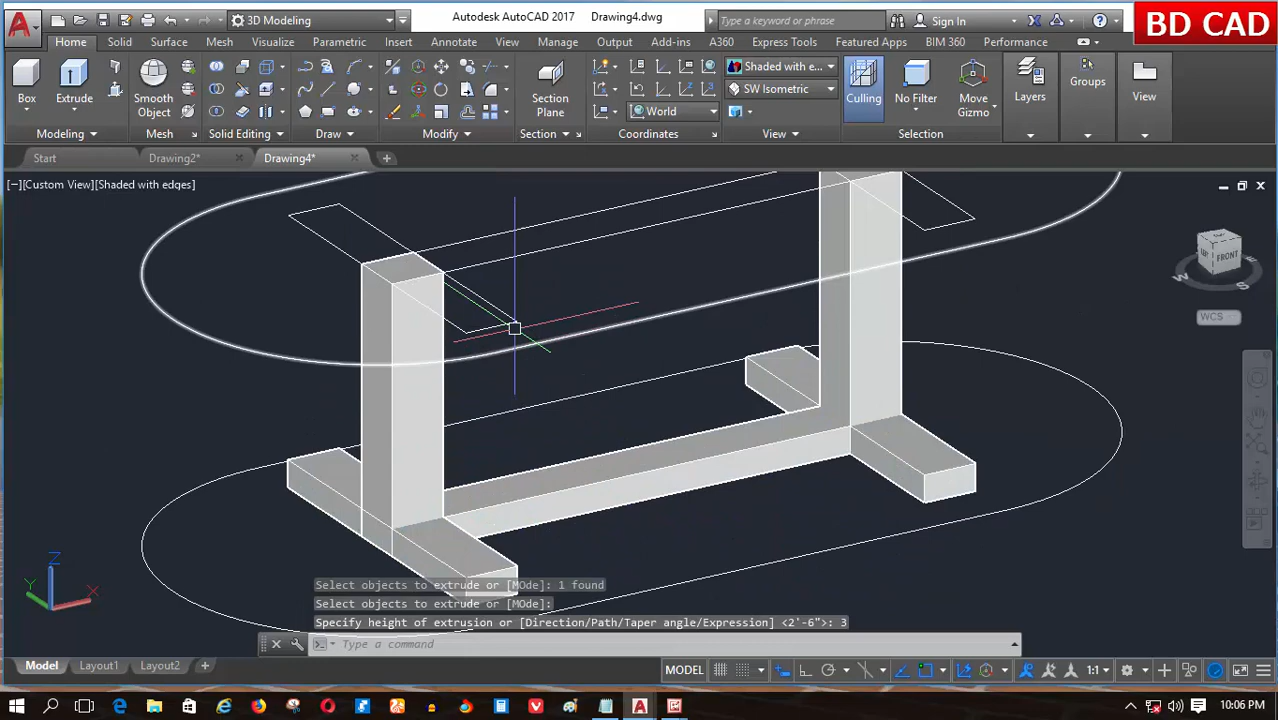 3D Modeling
Autodesk AutoCAD 2017 Drawing4.dwg
Type a keyword or phrase
Sign In
BD CAD
Home Solid Surface Mesh Visualize Parametric Insert Annotate View Manage Output Add-ins A360 Express Tools Featured Apps BIM 360 Performance
Box
Extrude
Smooth
Object
Section
Plane
World
Shaded with e...
SW Isometric
Culling
No Filter
Move
Gizmo
Layers
Groups
View
Modeling Mesh Solid Editing Draw Modify Section Coordinates View Selection
Start Drawing2* Drawing4*
[−][Custom View][Shaded with edges]
FRONT
W
S
WCS
Z
Y
X
Select objects to extrude or [MOde]: 1 found
Select objects to extrude or [MOde]:
Specify height of extrusion or [Direction/Path/Taper angle/Expression] <2'-6">: 3
Type a command
Model Layout1 Layout2
MODEL
1:1
10:06 PM